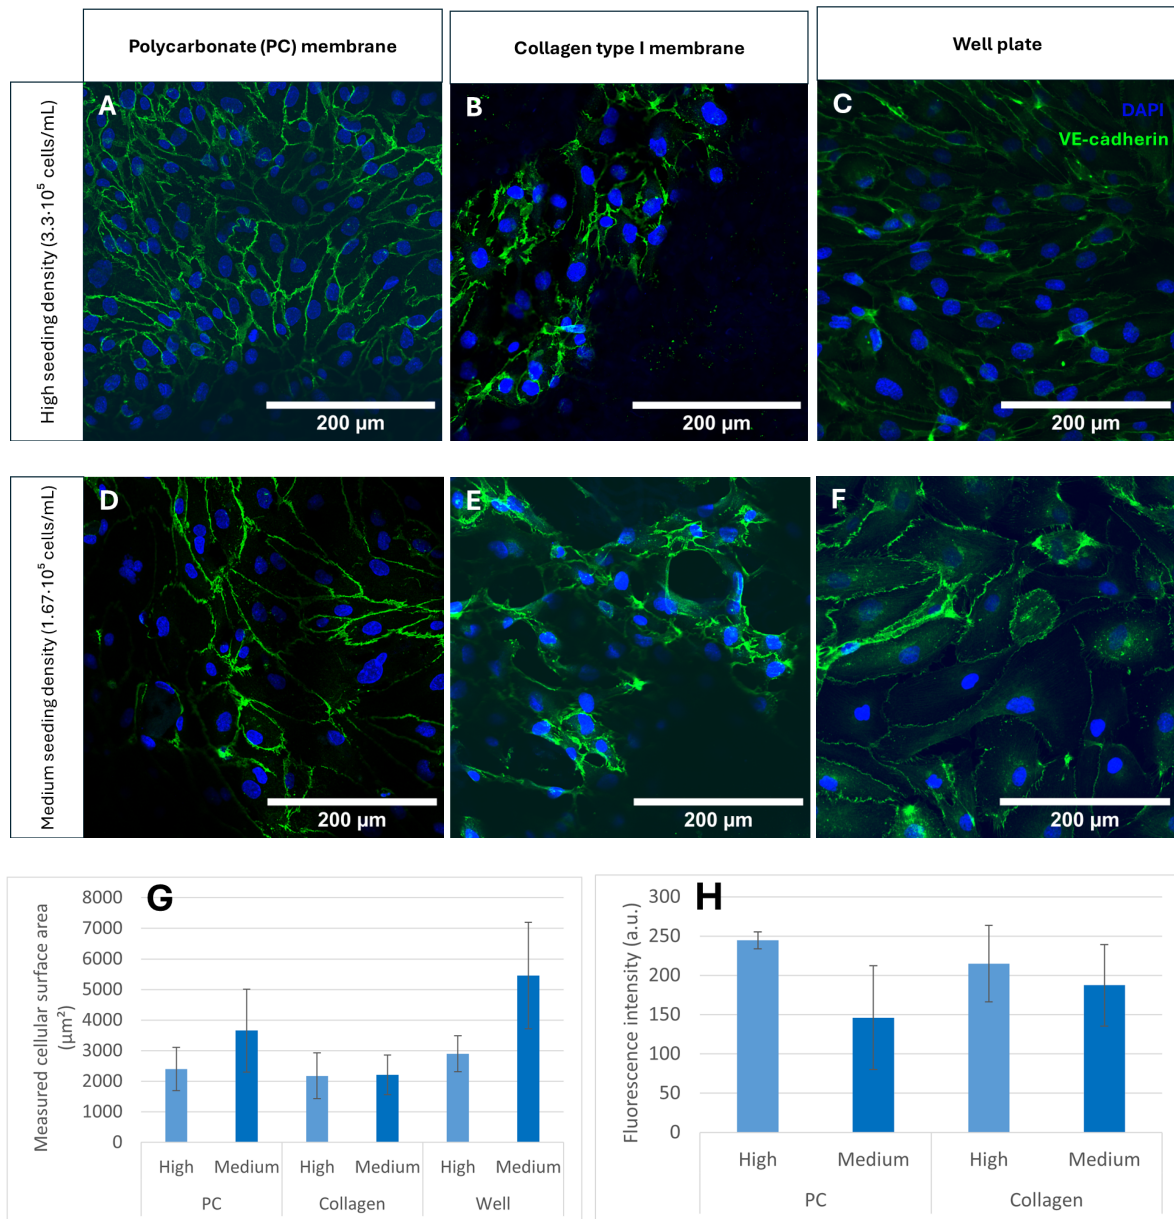 Polycarbonate (PC) membrane
Collagen type I membrane
Well plate
High seeding density (3.3·10⁵ cells/mL)
A
B
C
DAPI
VE-cadherin
200 µm
200 µm
200 µm
Medium seeding density (1.67·10⁵ cells/mL)
D
E
F
200 µm
200 µm
200 µm
G
Measured cellular surface area
(µm²)
8000
7000
6000
5000
4000
3000
2000
1000
0
High
Medium
High
Medium
High
Medium
PC
Collagen
Well
H
Fluorescence intensity (a.u.)
300
250
200
150
100
50
0
High
Medium
High
Medium
PC
Collagen